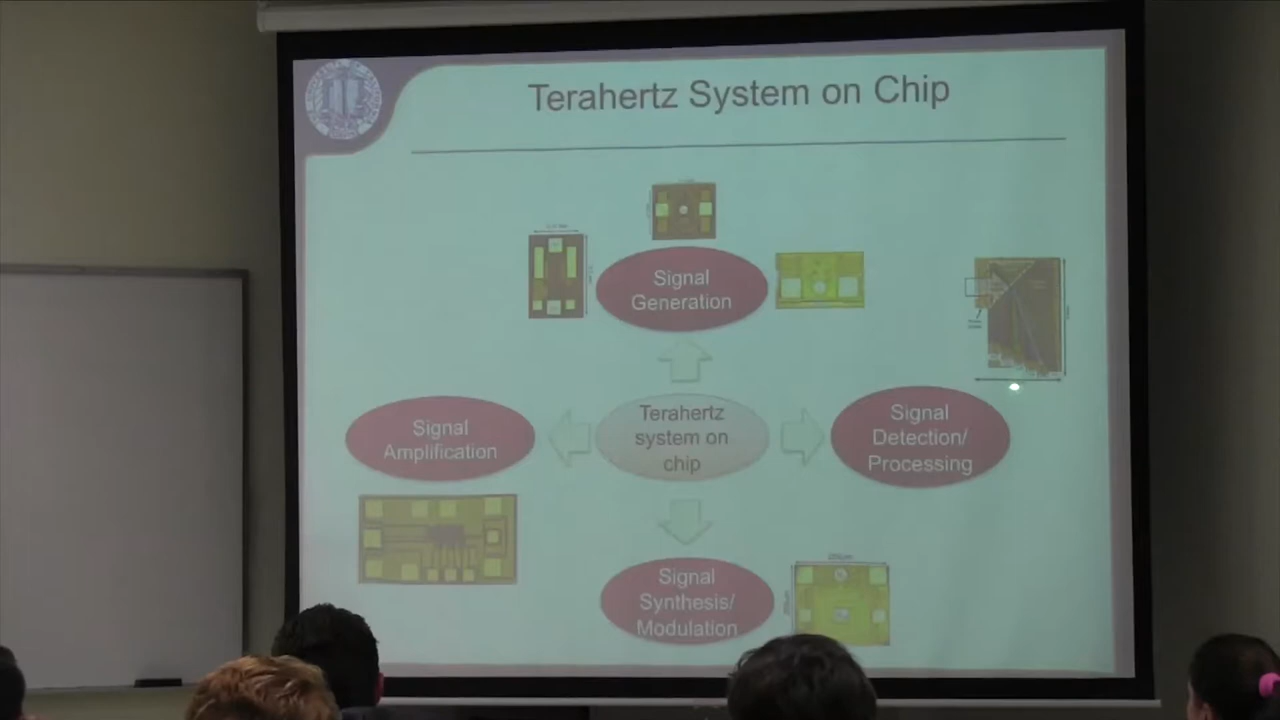 Terahertz System on Chip
Signal
Generation
Signal
Amplification
Terahertz
system on
chip
Signal
Detection/
Processing
Signal
Synthesis/
Modulation